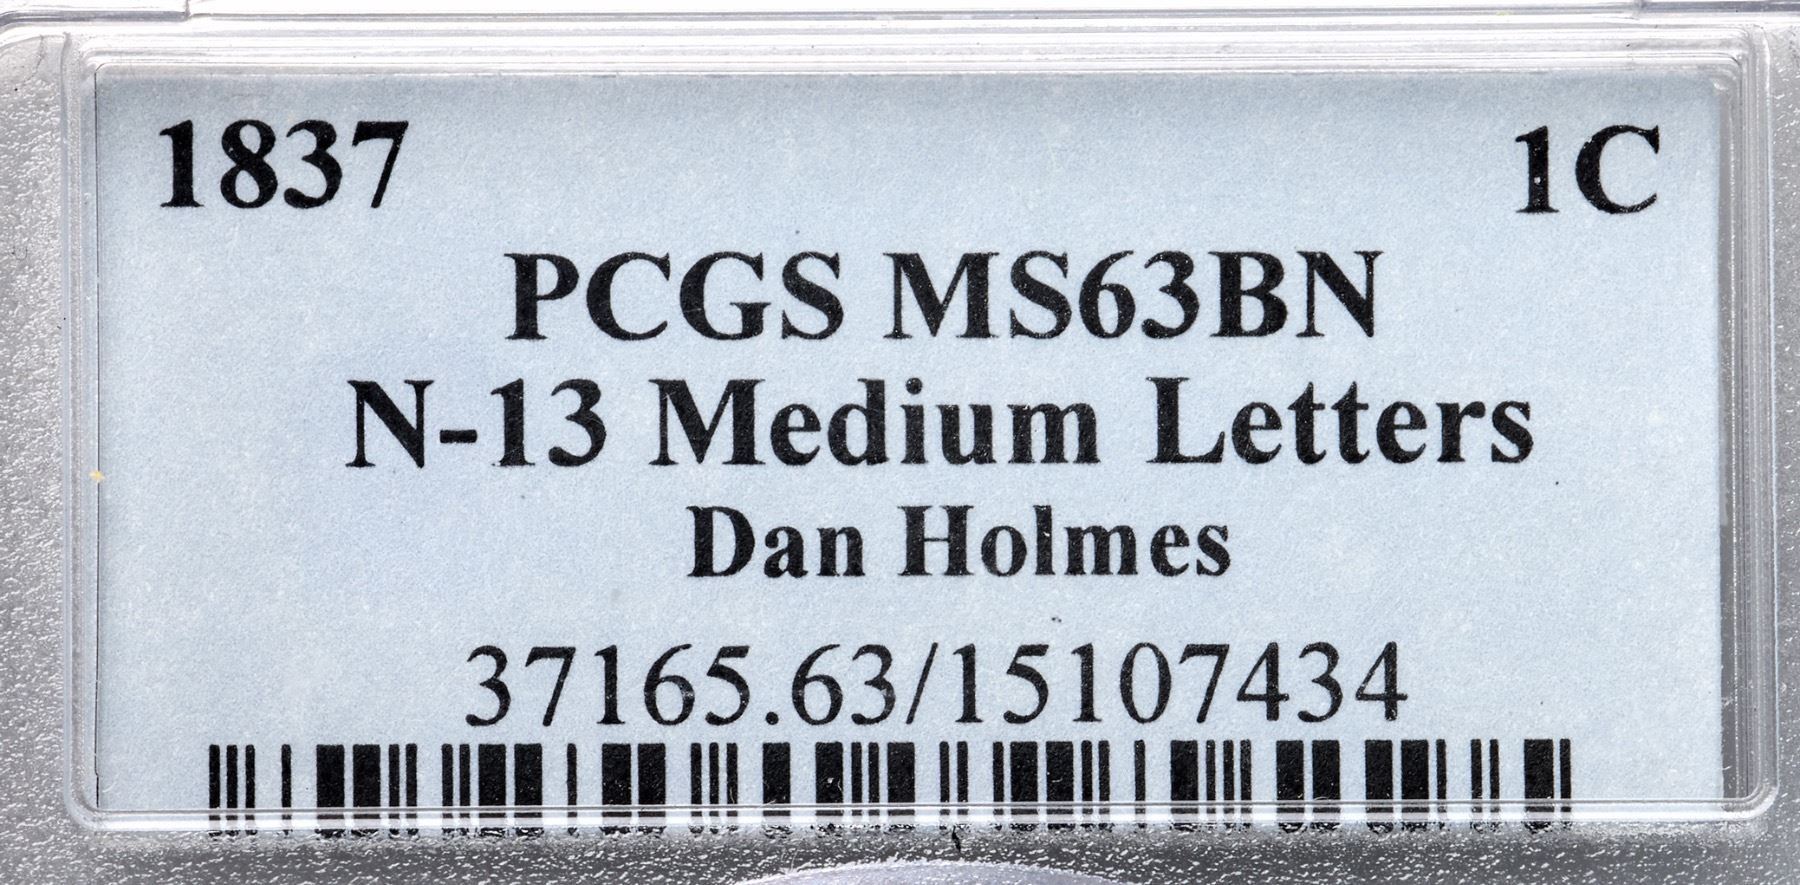 1837 1C
PCGS MS63BN
N-13 Medium Letters
Dan Holmes
37165.63/15107434